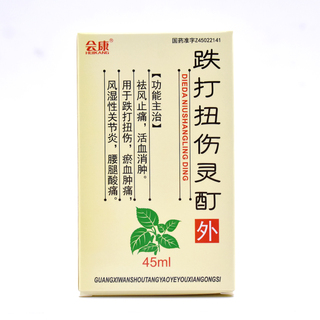 会康
HUIKANG
国药准字Z45022141
跌打扭伤灵酊
DIEDA NIUSHANGLING DING
外
【功能主治】
祛风止痛，活血消肿。
用于跌打扭伤，瘀血肿痛，
风湿性关节炎，腰腿酸痛。
45ml
GUANGXIWANSHOUTANGYAOYEYOUXIANGONGSI